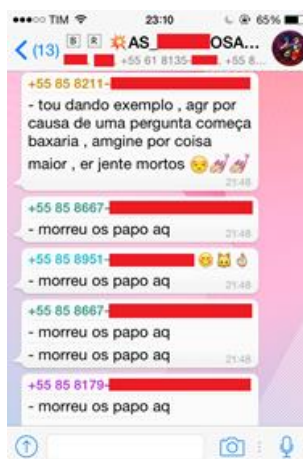 TIM 23:10 65%
(13) B R AS_ OSA...
+55 61 8135- , +55 8...
+55 85 8211-
- tou dando exemplo , agr por
causa de uma pergunta começa
baxaria , amgine por coisa
maior , er jente mortos
21:48
+55 85 8667-
- morreu os papo aq
21:48
+55 85 8951-
- morreu os papo aq
21:48
+55 85 8667-
- morreu os papo aq
- morreu os papo aq
21:48
+55 85 8179-
- morreu os papo aq